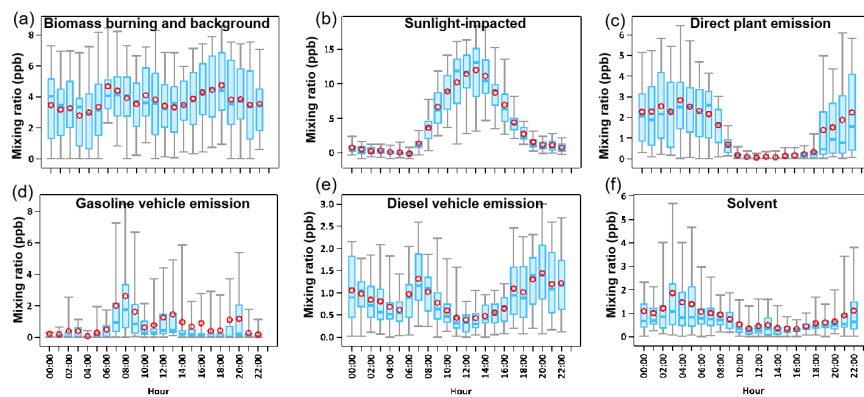 (a) Biomass burning and background
Mixing ratio (ppb)
8
6
4
2
0
(b) Sunlight-impacted
Mixing ratio (ppb)
15
10
5
0
(c) Direct plant emission
Mixing ratio (ppb)
6
5
4
3
2
1
0
(d) Gasoline vehicle emission
Mixing ratio (ppb)
8
6
4
2
0
00:00 02:00 04:00 06:00 08:00 10:00 12:00 14:00 16:00 18:00 20:00 22:00
Hour
(e) Diesel vehicle emission
Mixing ratio (ppb)
3.0
2.5
2.0
1.5
1.0
0.5
0.0
00:00 02:00 04:00 06:00 08:00 10:00 12:00 14:00 16:00 18:00 20:00 22:00
Hour
(f) Solvent
Mixing ratio (ppb)
6
5
4
3
2
1
0
00:00 02:00 04:00 06:00 08:00 10:00 12:00 14:00 16:00 18:00 20:00 22:00
Hour